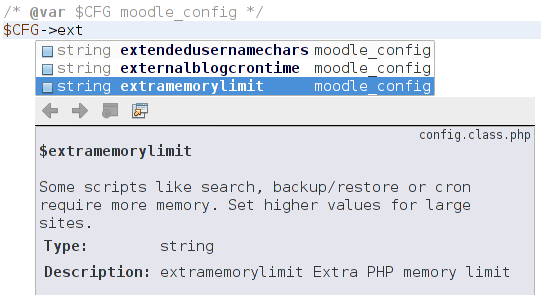 /* @var $CFG moodle_config */
$CFG->ext
string extendedusernamechars moodle_config
string externalblogcrontime moodle_config
string extramemorylimit moodle_config
config.class.php
$extramemorylimit
Some scripts like search, backup/restore or cron
require more memory. Set higher values for large
sites.
Type: string
Description: extramemorylimit Extra PHP memory limit